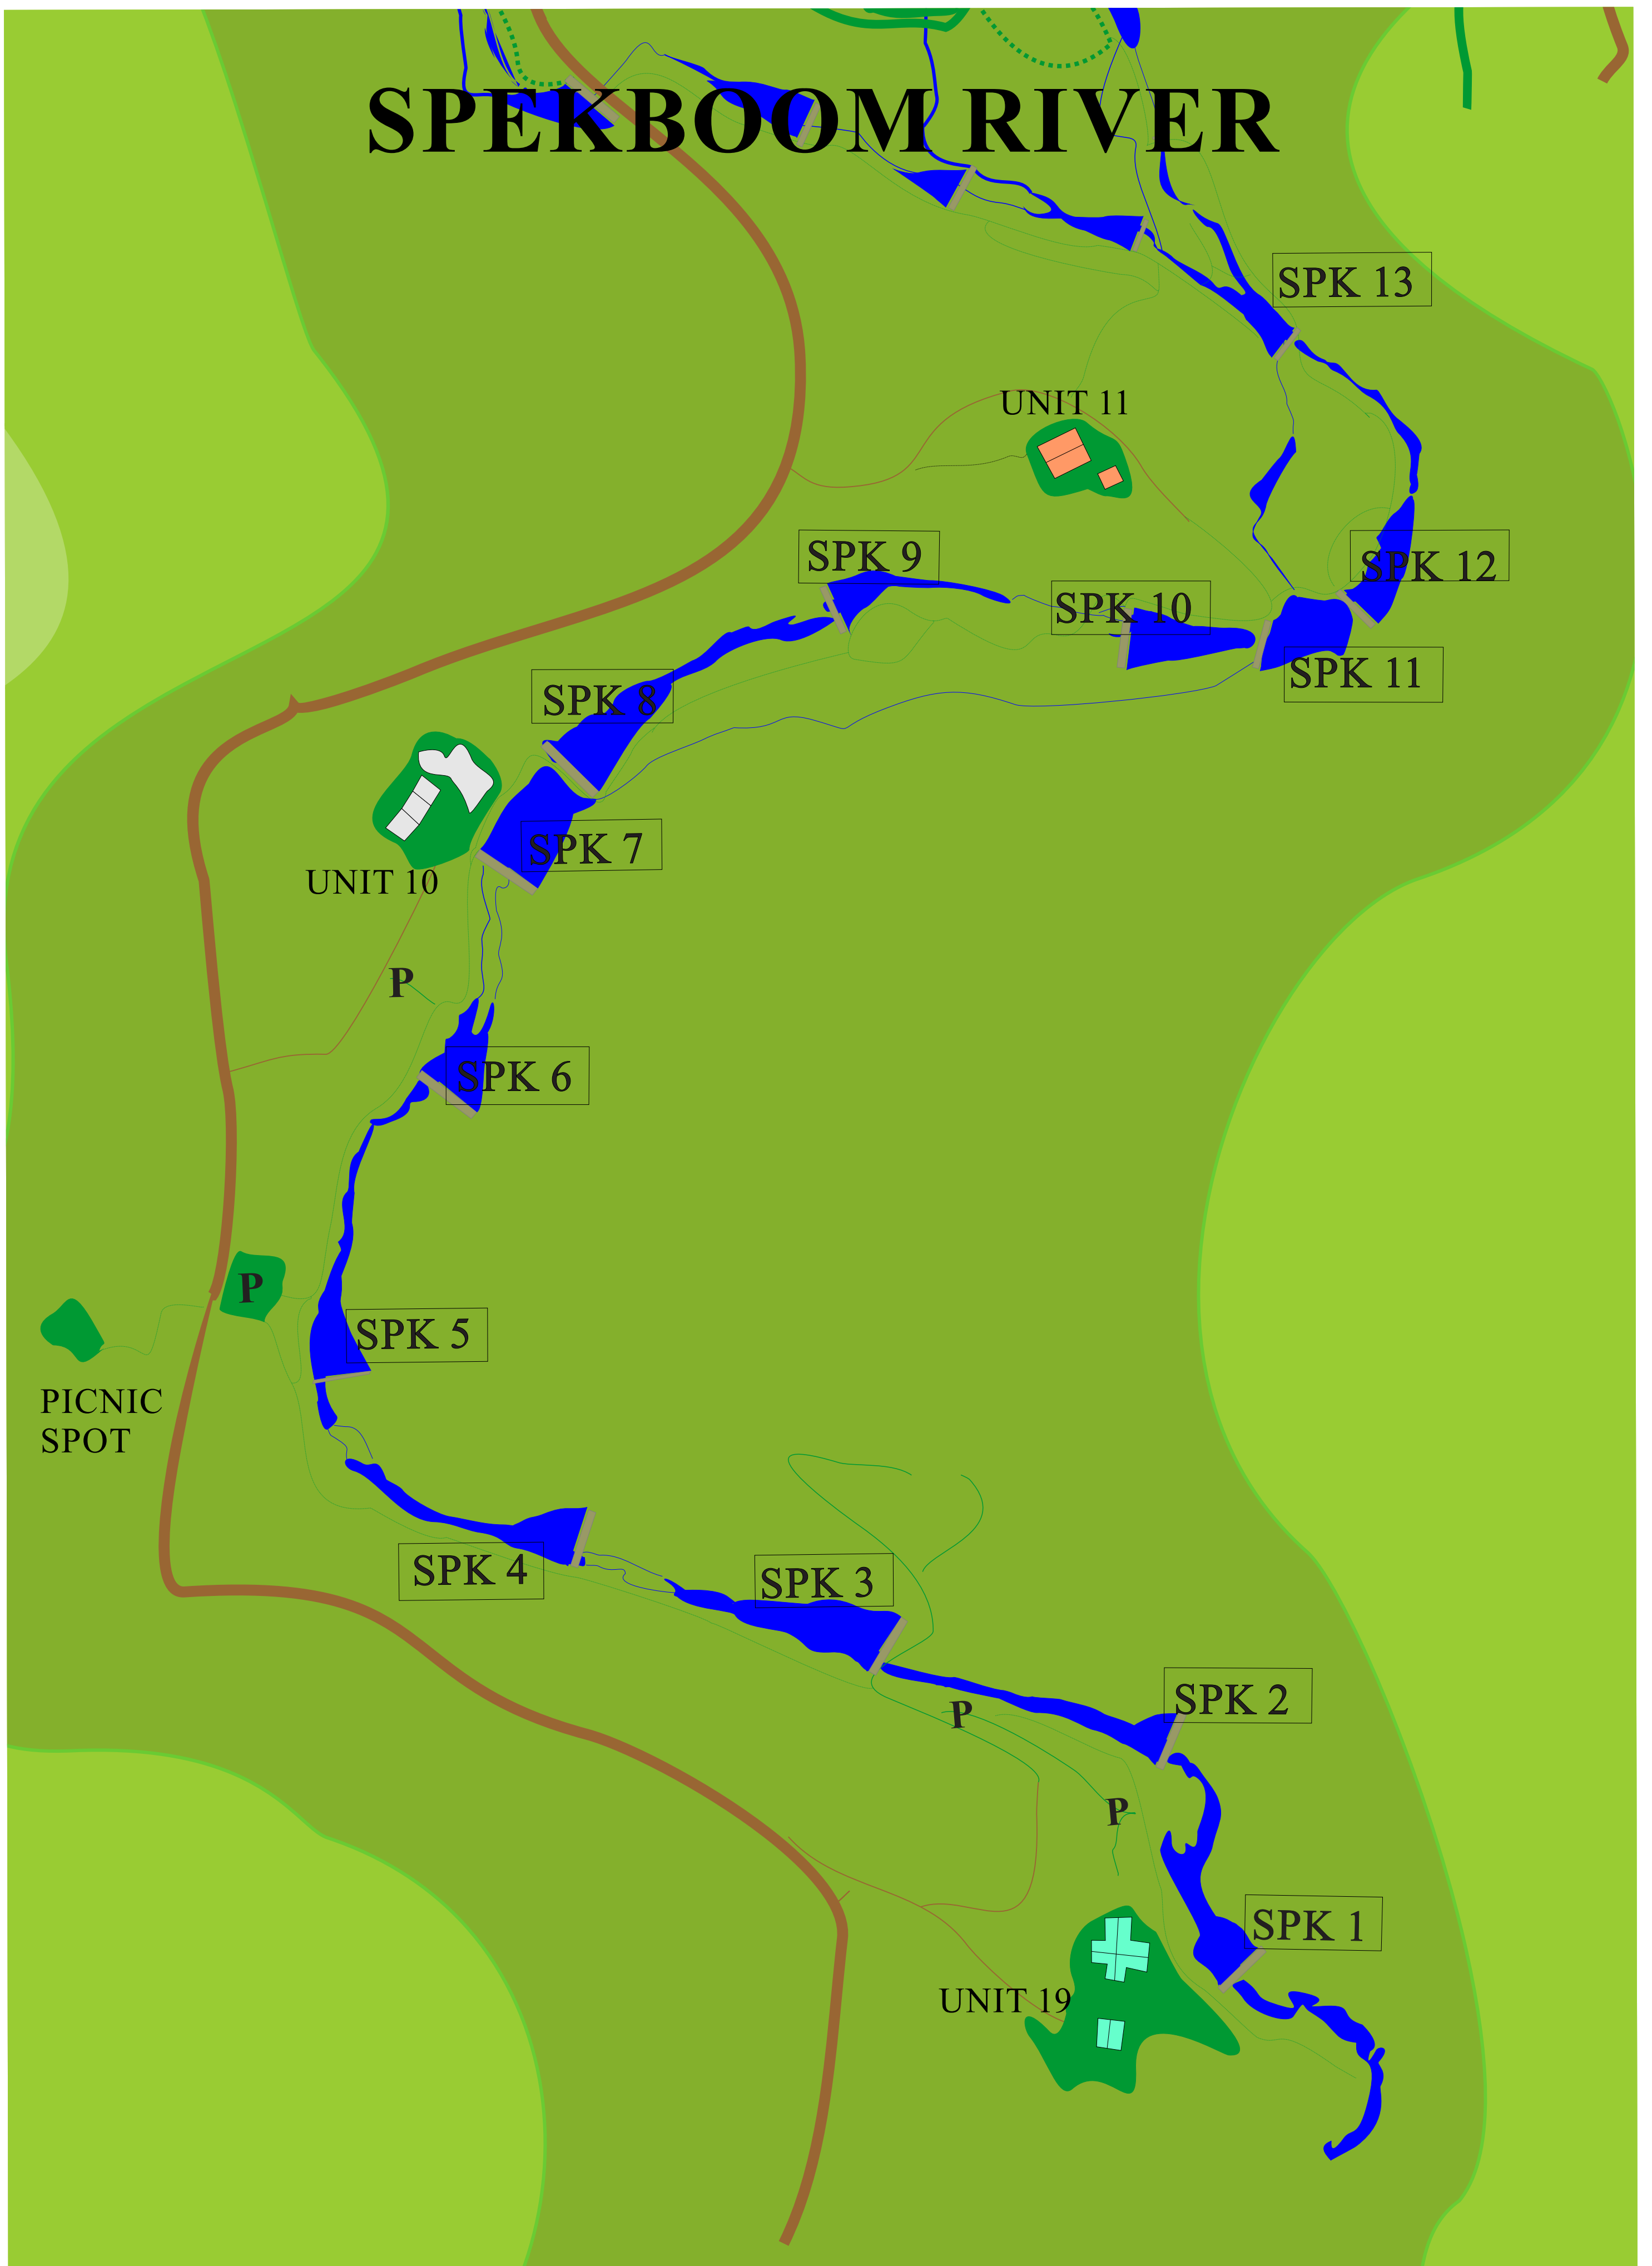 SPEKBOOM RIVER
SPK 13
UNIT 11
SPK 9
SPK 12
SPK 10
SPK 11
SPK 8
SPK 7
UNIT 10
P
SPK 6
P
SPK 5
PICNIC
SPOT
SPK 4
SPK 3
SPK 2
P
P
SPK 1
UNIT 19